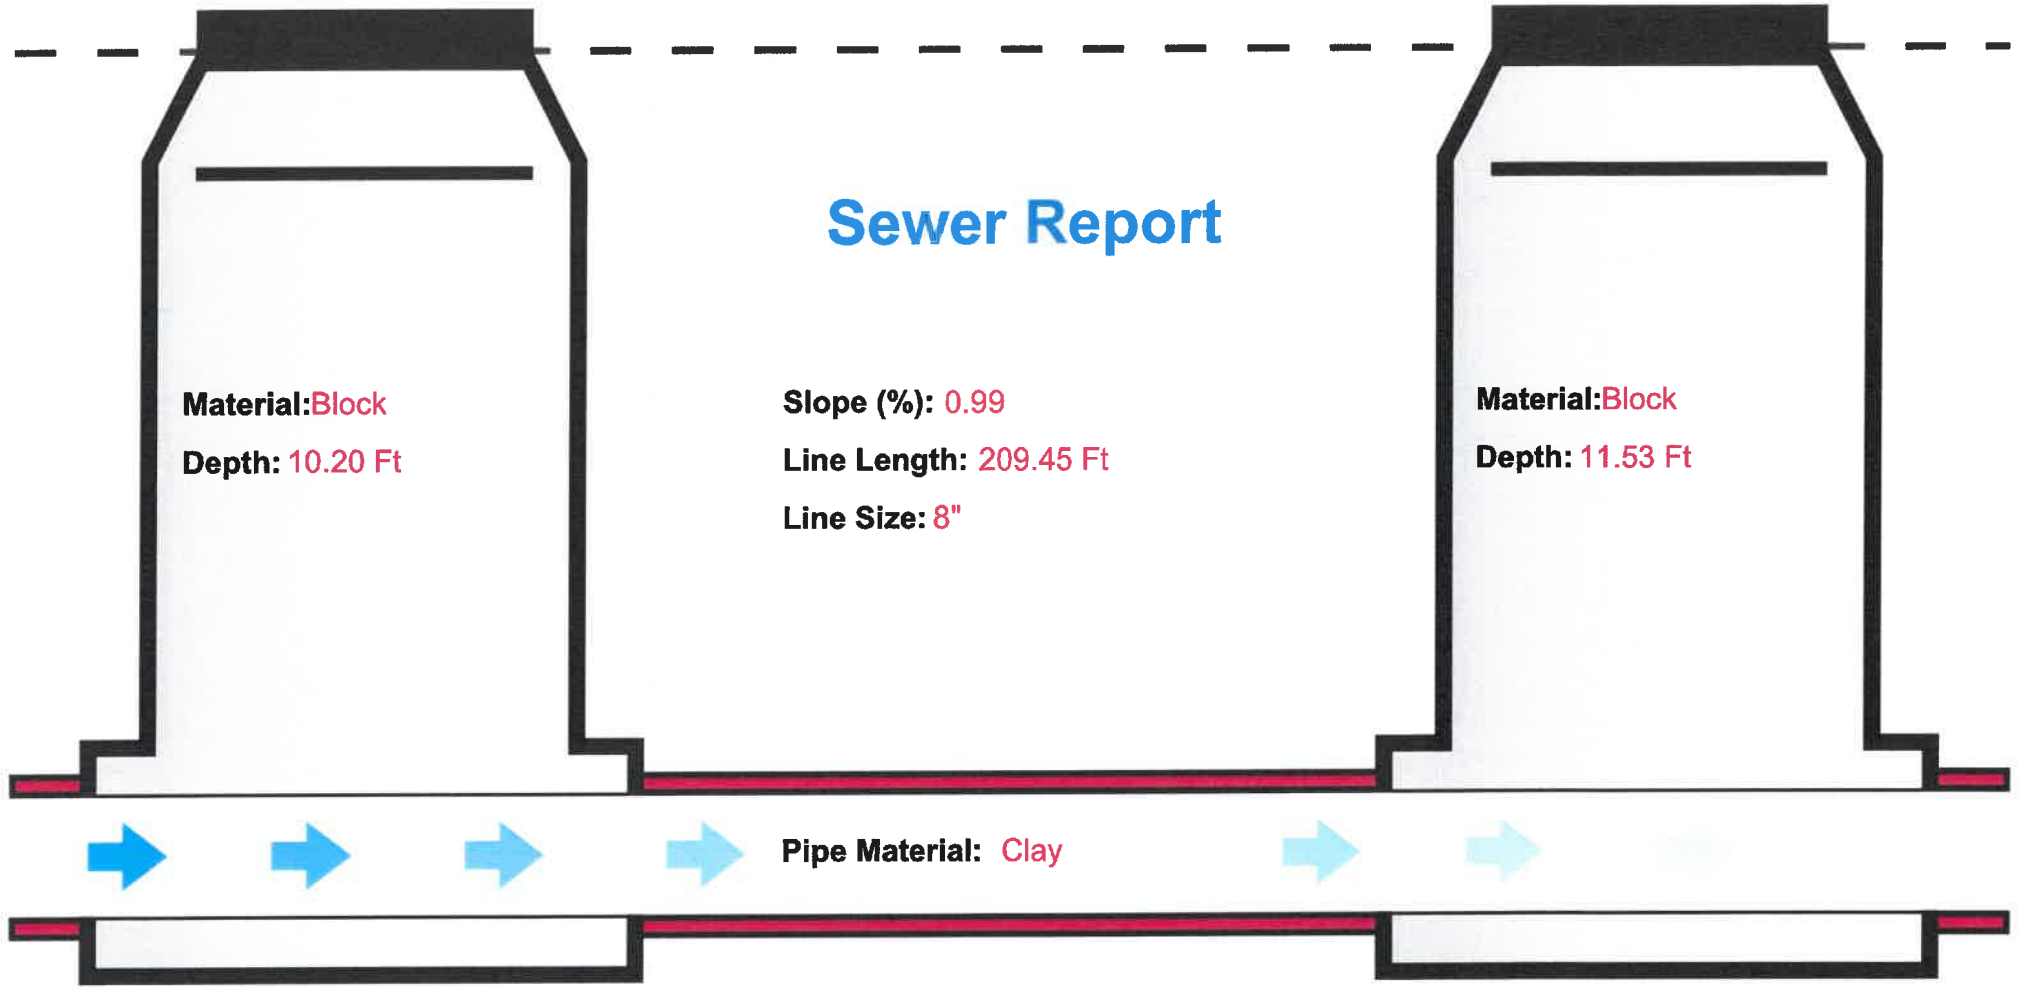 Sewer Report
Material:Block
Depth: 10.20 Ft
Slope (%): 0.99
Line Length: 209.45 Ft
Line Size: 8"
Material:Block
Depth: 11.53 Ft
Pipe Material: Clay